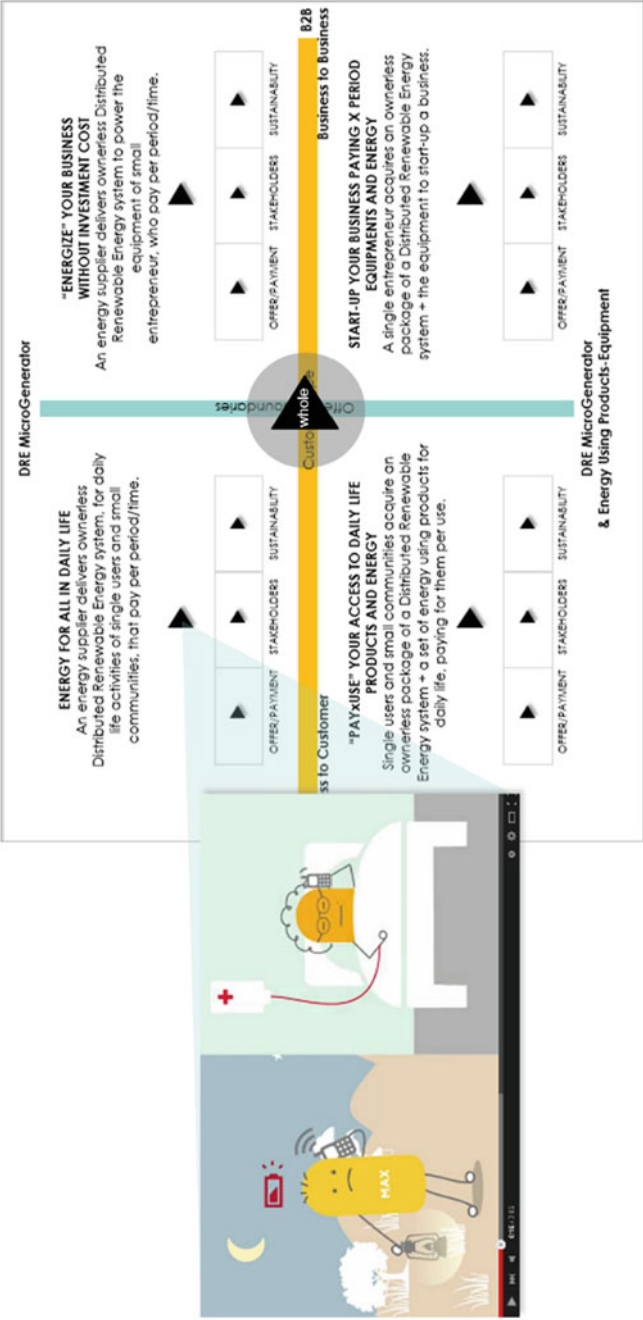 DRE MicroGenerator
ENERGY FOR ALL IN DAILY LIFE
An energy supplier delivers ownerless
Distributed Renewable Energy system, for daily
life activities of single users and small
communities, that pay per period/time.
OFFER/PAYMENT STAKEHOLDERS SUSTAINABILITY
"ENERGIZE" YOUR BUSINESS
WITHOUT INVESTMENT COST
An energy supplier delivers ownerless Distributed
Renewable Energy system to power the
equipment of small
entrepreneur, who pay per period/time.
OFFER/PAYMENT STAKEHOLDERS SUSTAINABILITY
boundaries
Offe
whole
Custo
B2B
Business to Business
ss to Customer
"PAYxUSE" YOUR ACCESS TO DAILY LIFE
PRODUCTS AND ENERGY
Single users and small communities acquire an
ownerless package of a Distributed Renewable
Energy system + a set of energy using products for
daily life, paying for them per use.
OFFER/PAYMENT STAKEHOLDERS SUSTAINABILITY
START-UP YOUR BUSINESS PAYING X PERIOD
EQUIPMENTS AND ENERGY
A single entrepreneur acquires an ownerless
package of a Distributed Renewable Energy
system + the equipment to start-up a business.
OFFER/PAYMENT STAKEHOLDERS SUSTAINABILITY
DRE MicroGenerator
& Energy Using Products-Equipment
MAX